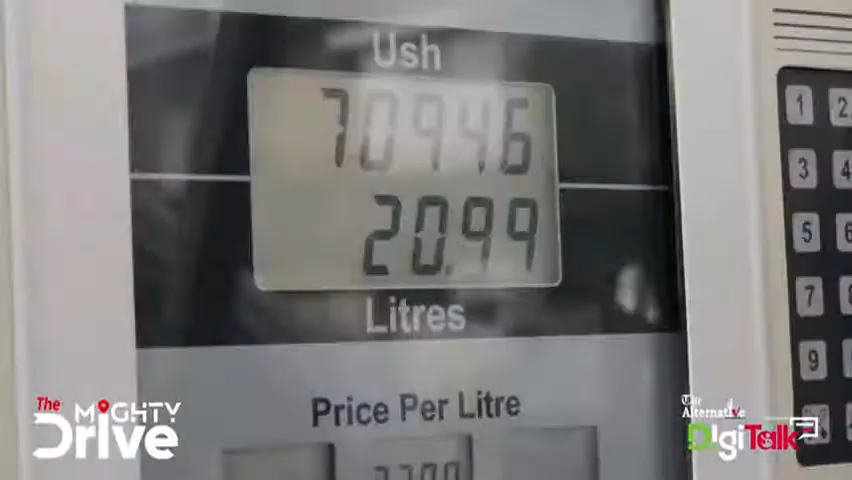 Ush
70946
20.99
Litres
Price Per Litre
1 2
3 4
5 6
7 8
9
The MIGHTY Drive
The Alternative DigiTalk